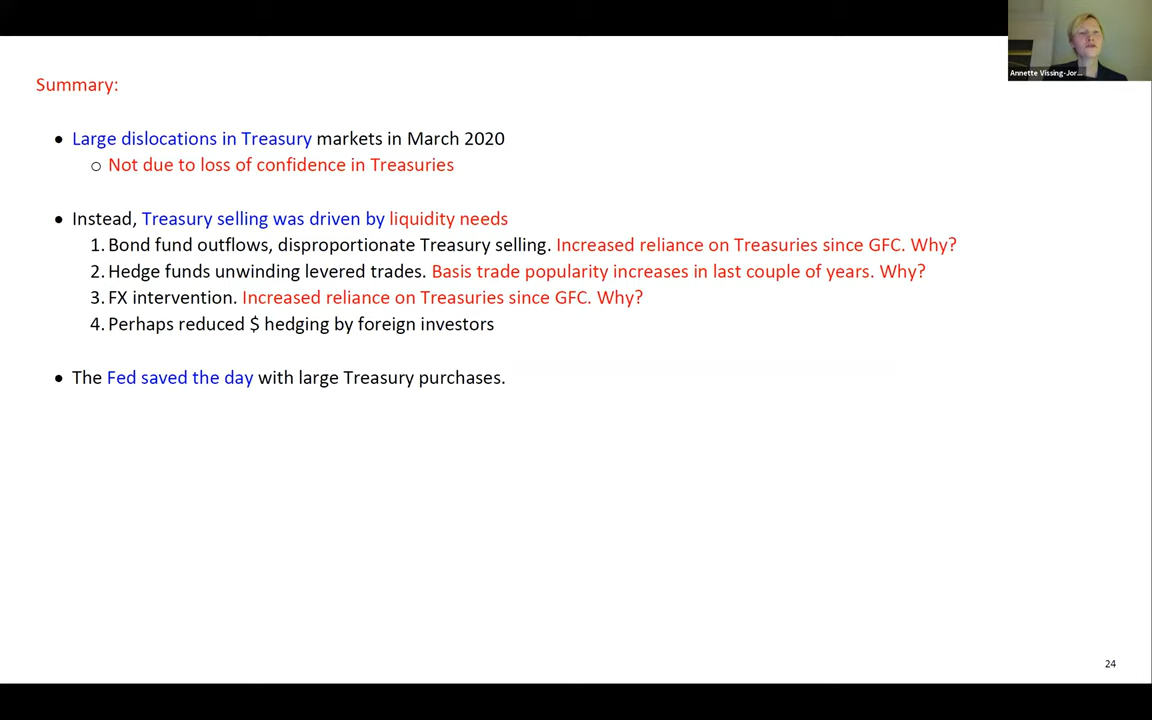 Annette Vissing-Jor...
Summary:
• Large dislocations in Treasury markets in March 2020
○ Not due to loss of confidence in Treasuries
• Instead, Treasury selling was driven by liquidity needs
1. Bond fund outflows, disproportionate Treasury selling. Increased reliance on Treasuries since GFC. Why?
2. Hedge funds unwinding levered trades. Basis trade popularity increases in last couple of years. Why?
3. FX intervention. Increased reliance on Treasuries since GFC. Why?
4. Perhaps reduced $ hedging by foreign investors
• The Fed saved the day with large Treasury purchases.
24